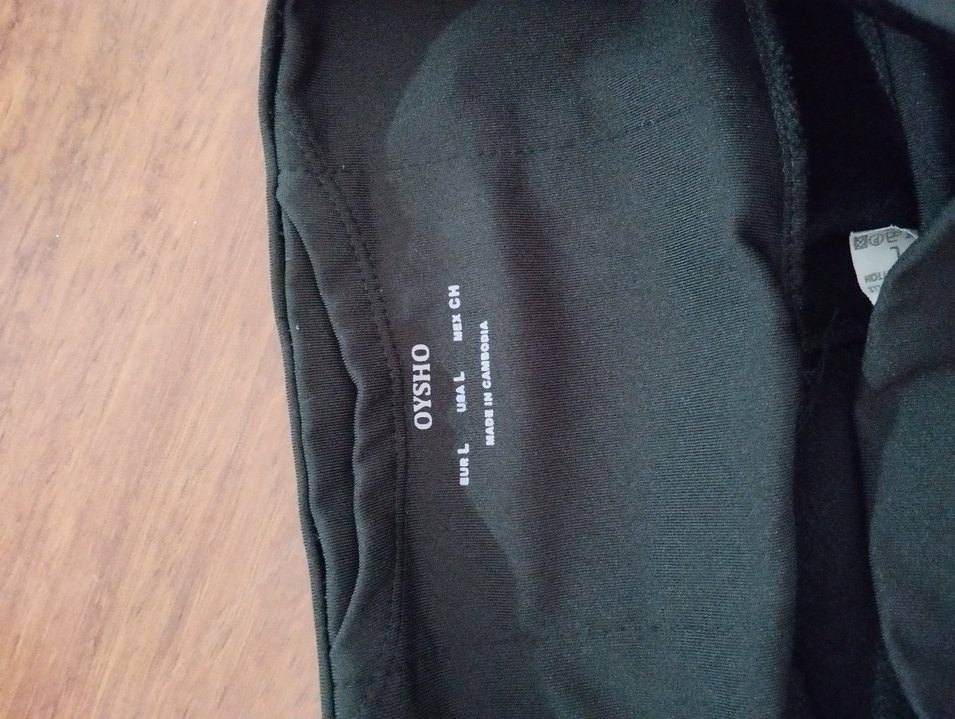 OYSHO
EUR L USA L MEX CH
MADE IN CAMBODIA